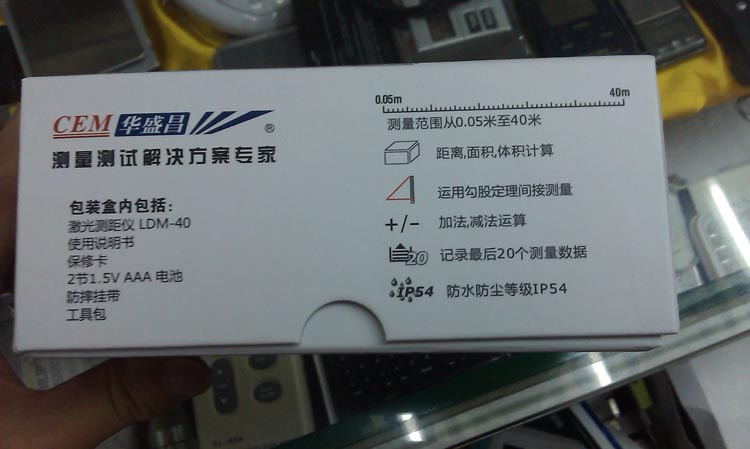 CEM 华盛昌 ®
测量测试解决方案专家
包装盒内包括:
激光测距仪 LDM-40
使用说明书
保修卡
2节1.5V AAA 电池
防摔挂带
工具包
0.05m 40m
测量范围从0.05米至40米
距离,面积,体积计算
运用勾股定理间接测量
+/- 加法,减法运算
20 记录最后20个测量数据
IP54 防水防尘等级IP54